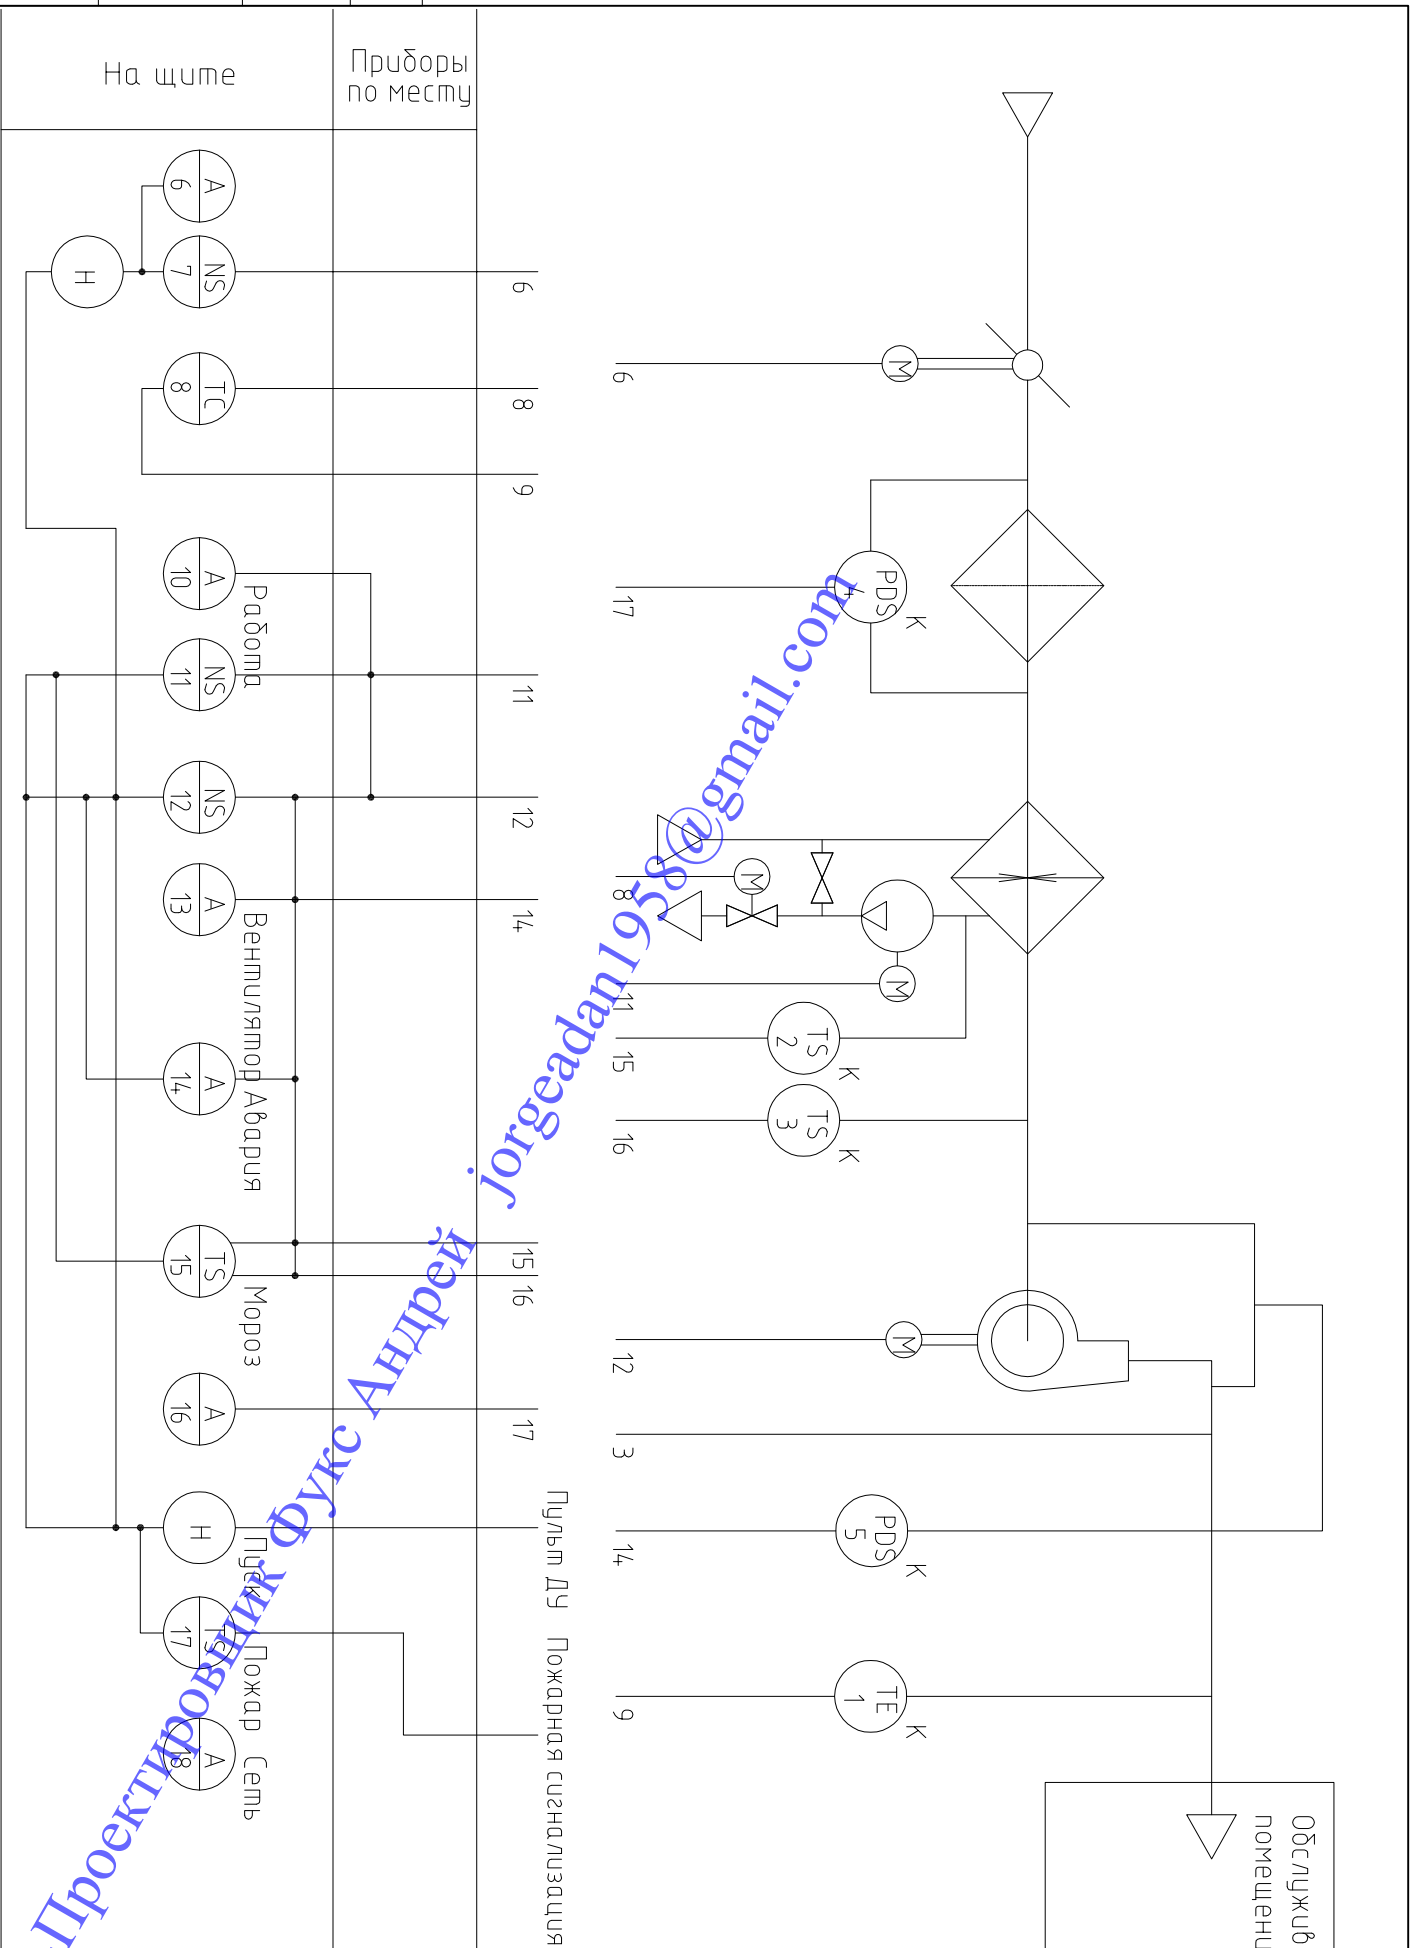 На щите
Приборы
по месту
A
6
NS
7
H
6
TC
8
8
9
A
10
Работа
NS
11
11
NS
12
12
A
13
Вентилятор
14
A
14
Авария
TS
15
Мороз
15
16
A
16
17
H
Пуск
Пульт ДУ
17
Пожар
Пожарная сигнализация
A
18
Сеть
M
6
PDS
K
17
M
8
M
11
TS
2
K
15
TS
3
K
16
M
12
3
PDS
5
K
14
TE
1
K
9
Проектировщик Фукс Андрей jorgeadan1958@gmail.com